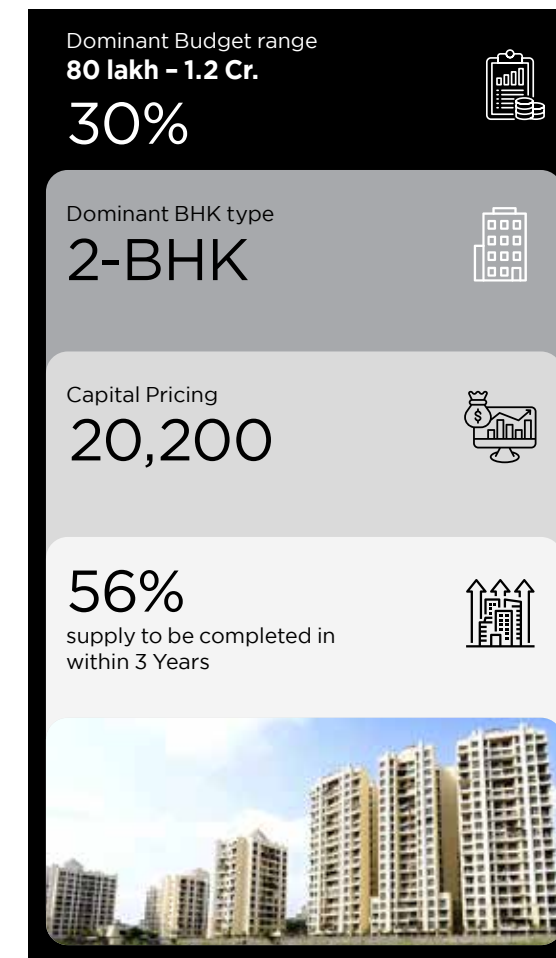 Dominant Budget range
80 lakh – 1.2 Cr.
30%
Dominant BHK type
2-BHK
Capital Pricing
20,200
56%
supply to be completed in
within 3 Years